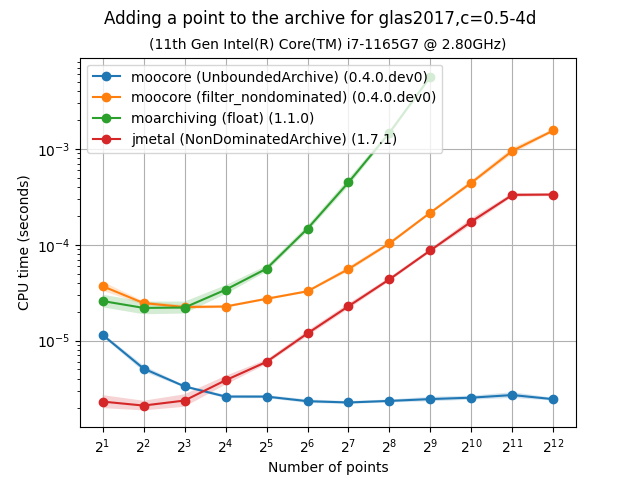 Adding a point to the archive for glas2017,c=0.5-4d
(11th Gen Intel(R) Core(TM) i7-1165G7 @ 2.80GHz)
moocore (UnboundedArchive) (0.4.0.dev0)
moocore (filter_nondominated) (0.4.0.dev0)
moarchiving (float) (1.1.0)
jmetal (NonDominatedArchive) (1.7.1)
CPU time (seconds)
10⁻³
10⁻⁴
10⁻⁵
2¹ 2² 2³ 2⁴ 2⁵ 2⁶ 2⁷ 2⁸ 2⁹ 2¹⁰ 2¹¹ 2¹²
Number of points